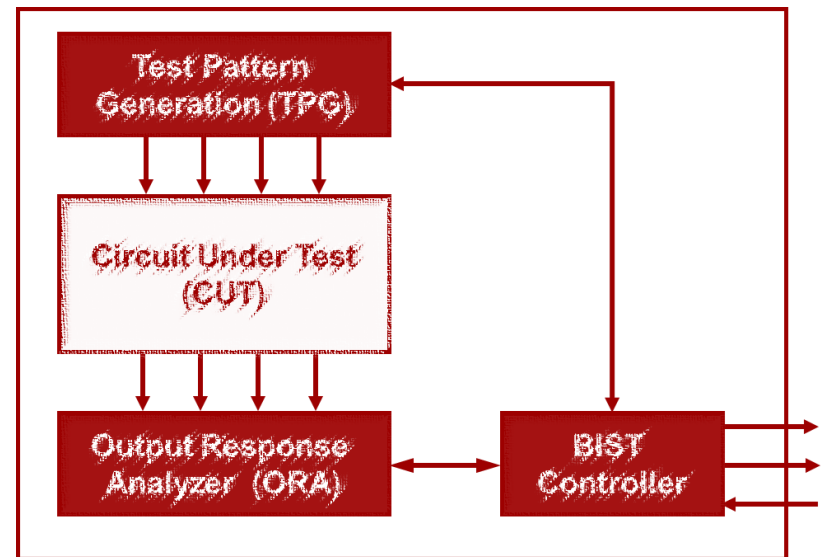 Test Pattern
Generation (TPG)
Circuit Under Test
(CUT)
Output Response
Analyzer (ORA)
BIST
Controller